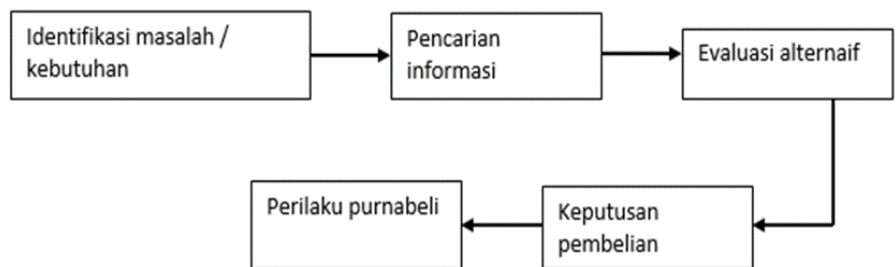 Identifikasi masalah /
kebutuhan
Pencarian
informasi
Evaluasi alternaif
Keputusan
pembelian
Perilaku purnabeli